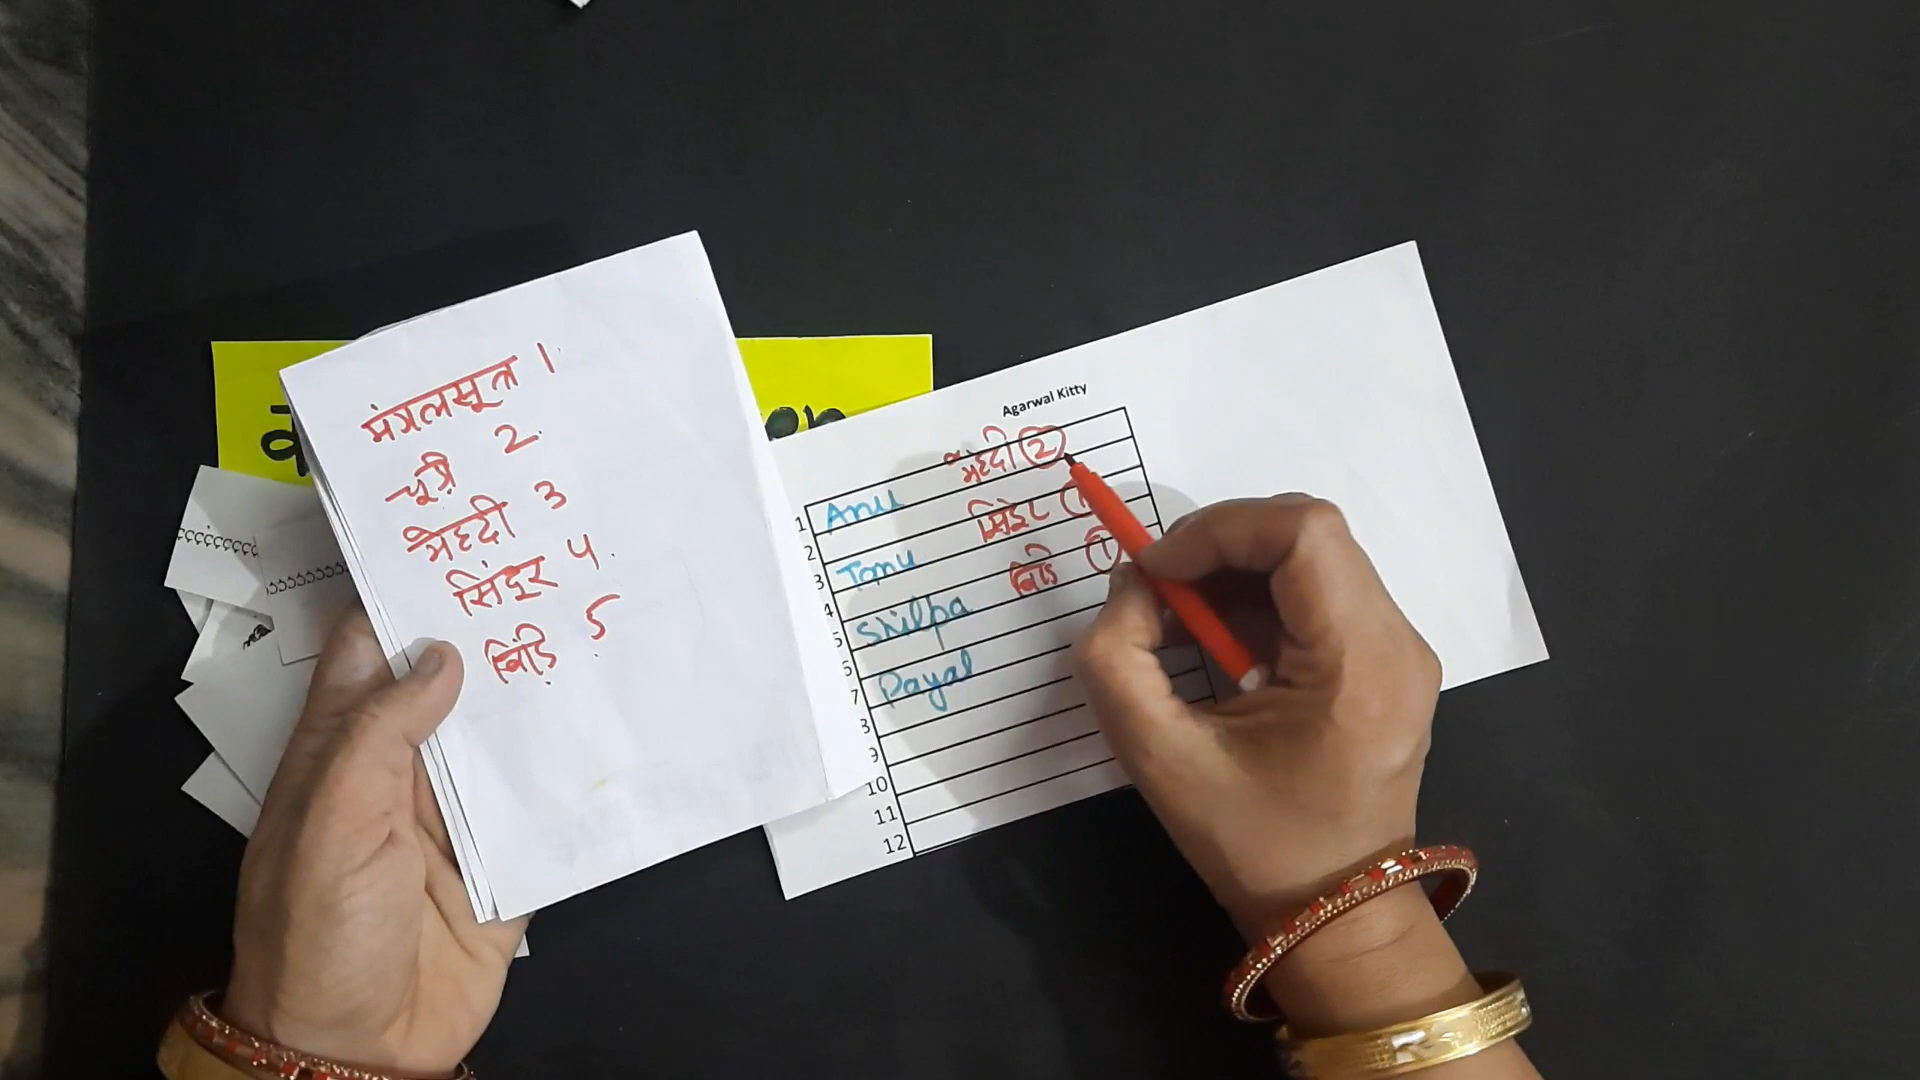 मंगलसूत्र 1
चूड़ी 2
मेहदी 3
सिंदूर 4
बिंदि 5
Agarwal Kitty
1 Anu मेहदी 2
2
3 Tanu
4
5 Shilpa बिंदि 1
6
7 Payal
8
9
10
11
12